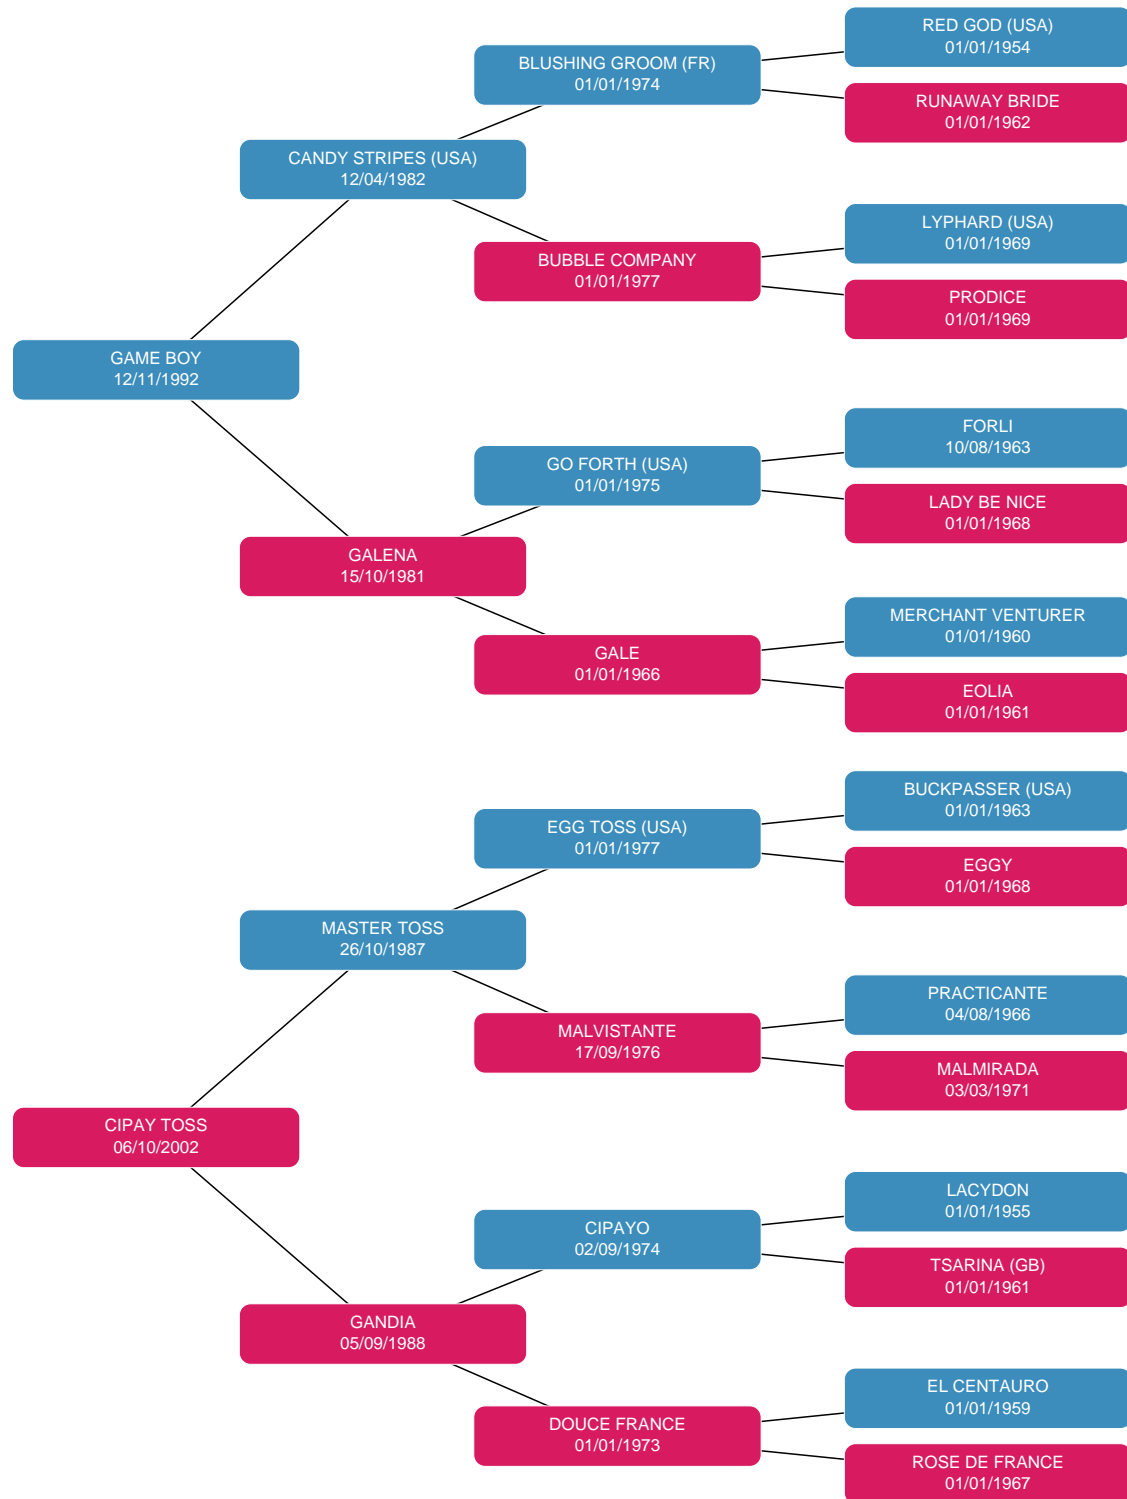 RED GOD (USA)
01/01/1954
BLUSHING GROOM (FR)
01/01/1974
RUNAWAY BRIDE
01/01/1962
CANDY STRIPES (USA)
12/04/1982
LYPHARD (USA)
01/01/1969
BUBBLE COMPANY
01/01/1977
PRODICE
01/01/1969
GAME BOY
12/11/1992
FORLI
10/08/1963
GO FORTH (USA)
01/01/1975
LADY BE NICE
01/01/1968
GALENA
15/10/1981
MERCHANT VENTURER
01/01/1960
GALE
01/01/1966
EOLIA
01/01/1961
BUCKPASSER (USA)
01/01/1963
EGG TOSS (USA)
01/01/1977
EGGY
01/01/1968
MASTER TOSS
26/10/1987
PRACTICANTE
04/08/1966
MALVISTANTE
17/09/1976
MALMIRADA
03/03/1971
CIPAY TOSS
06/10/2002
LACYDON
01/01/1955
CIPAYO
02/09/1974
TSARINA (GB)
01/01/1961
GANDIA
05/09/1988
EL CENTAURO
01/01/1959
DOUCE FRANCE
01/01/1973
ROSE DE FRANCE
01/01/1967